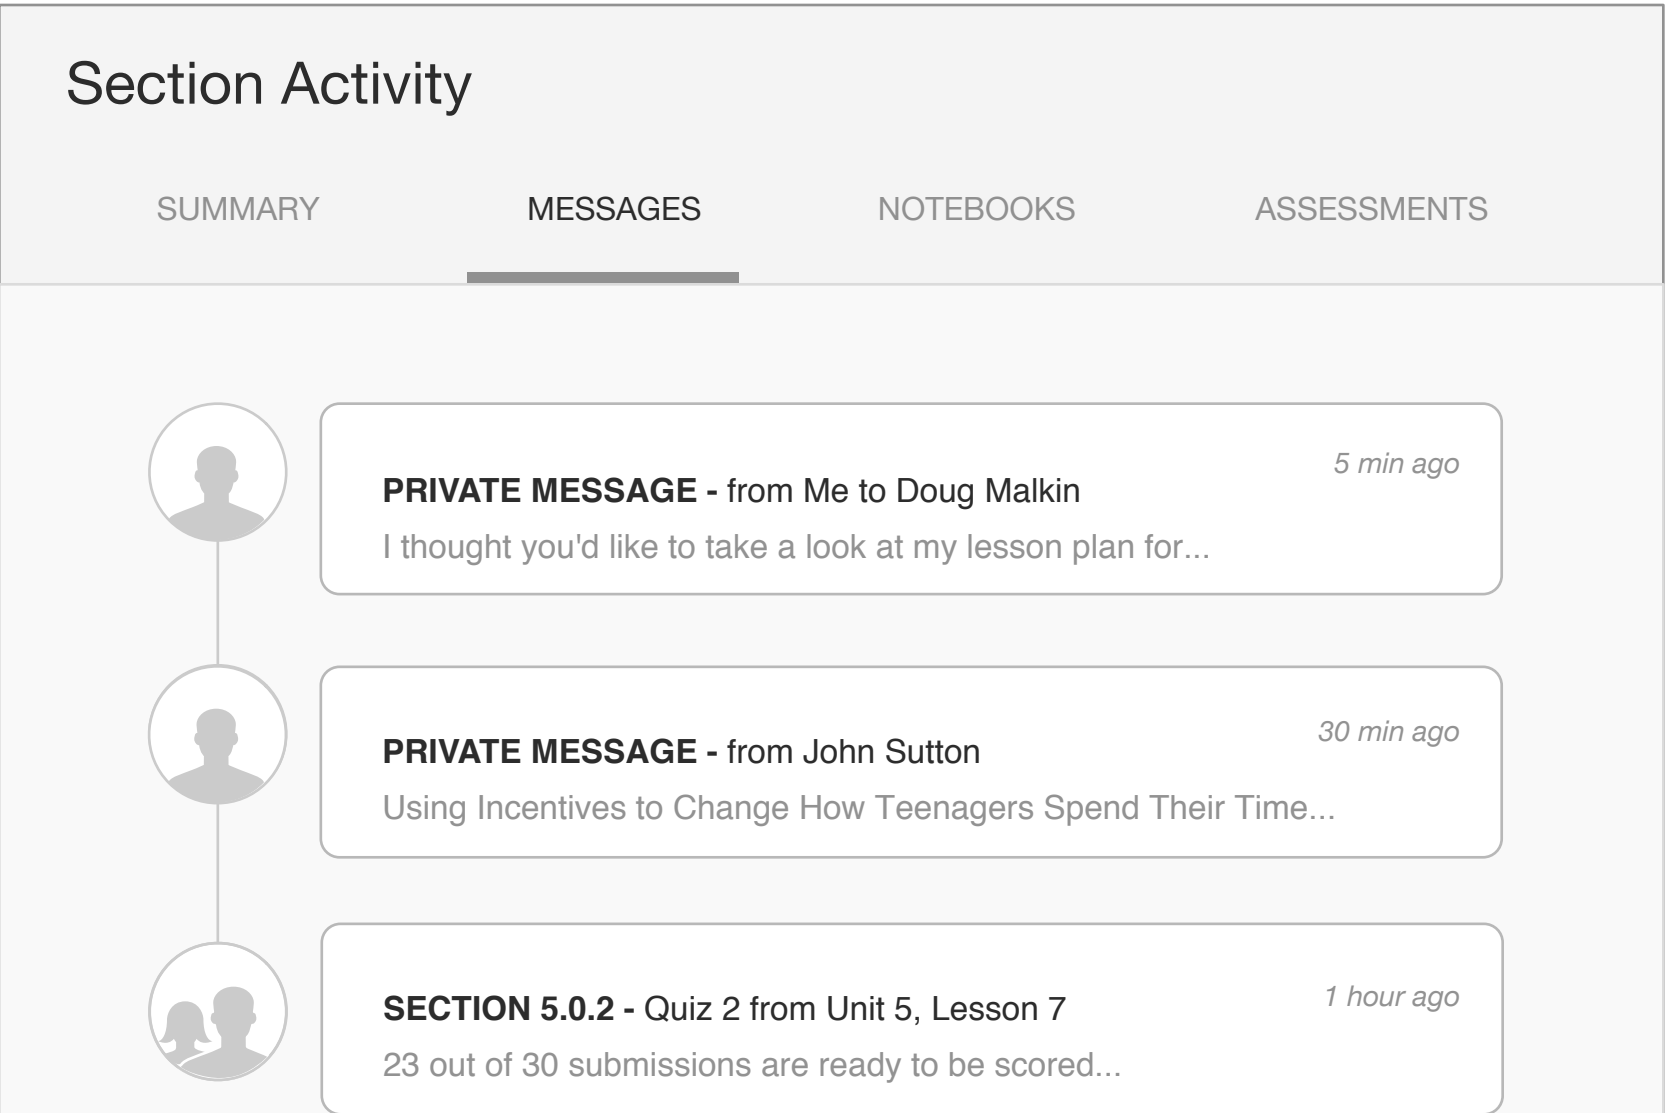 Section Activity
SUMMARY MESSAGES NOTEBOOKS ASSESSMENTS
5 min ago
PRIVATE MESSAGE - from Me to Doug Malkin
I thought you'd like to take a look at my lesson plan for...
30 min ago
PRIVATE MESSAGE - from John Sutton
Using Incentives to Change How Teenagers Spend Their Time...
1 hour ago
SECTION 5.0.2 - Quiz 2 from Unit 5, Lesson 7
23 out of 30 submissions are ready to be scored...